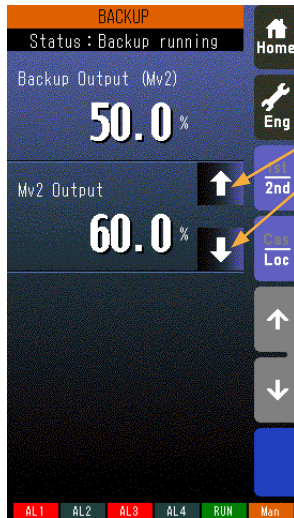 BACKUP
Status：Backup running
Home
Backup Output (Mv2)
50.0 %
Eng
1st
2nd
Mv2 Output
60.0 %
Cas
Loc
AL1 AL2 AL3 AL4 RUN Man